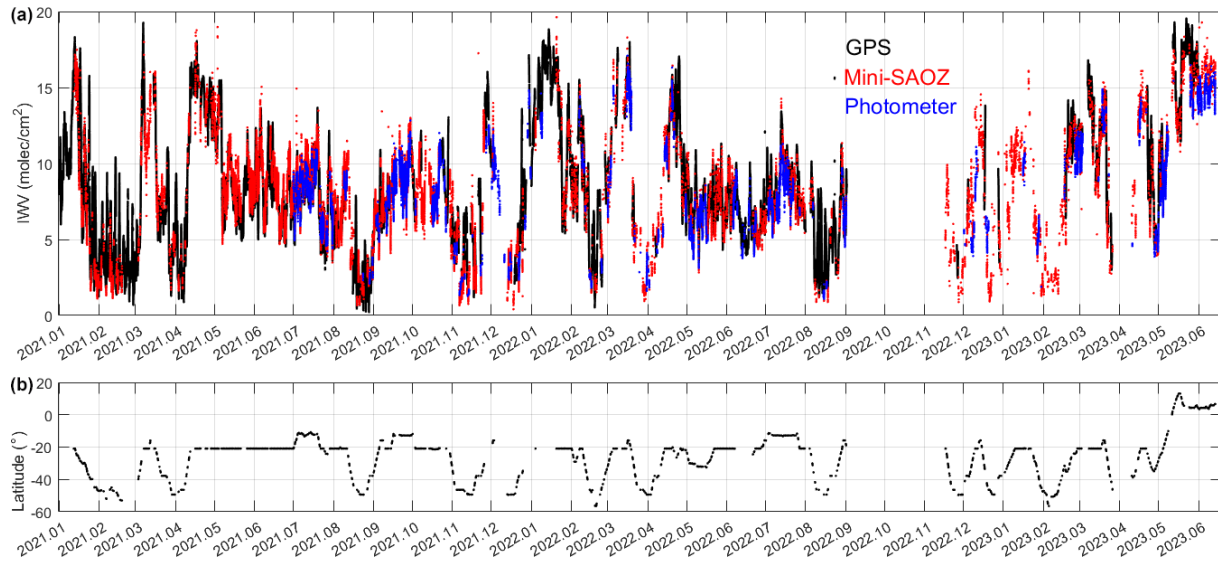 (a)
IWV (molec/cm²)
20
15
10
5
0
GPS
Mini-SAOZ
Photometer
2021.01 2021.02 2021.03 2021.04 2021.05 2021.06 2021.07 2021.08 2021.09 2021.10 2021.11 2021.12 2022.01 2022.02 2022.03 2022.04 2022.05 2022.06 2022.07 2022.08 2022.09 2022.10 2022.11 2022.12 2023.01 2023.02 2023.03 2023.04 2023.05 2023.06
(b)
Latitude (°)
20
0
-20
-40
-60
2021.01 2021.02 2021.03 2021.04 2021.05 2021.06 2021.07 2021.08 2021.09 2021.10 2021.11 2021.12 2022.01 2022.02 2022.03 2022.04 2022.05 2022.06 2022.07 2022.08 2022.09 2022.10 2022.11 2022.12 2023.01 2023.02 2023.03 2023.04 2023.05 2023.06